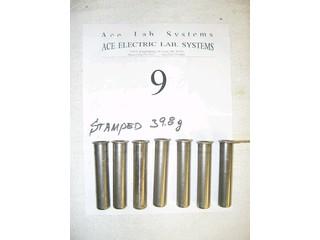 Ace Lab Systems
ACE ELECTRIC LAB. SYSTEMS
9
STAMPED 39.8g